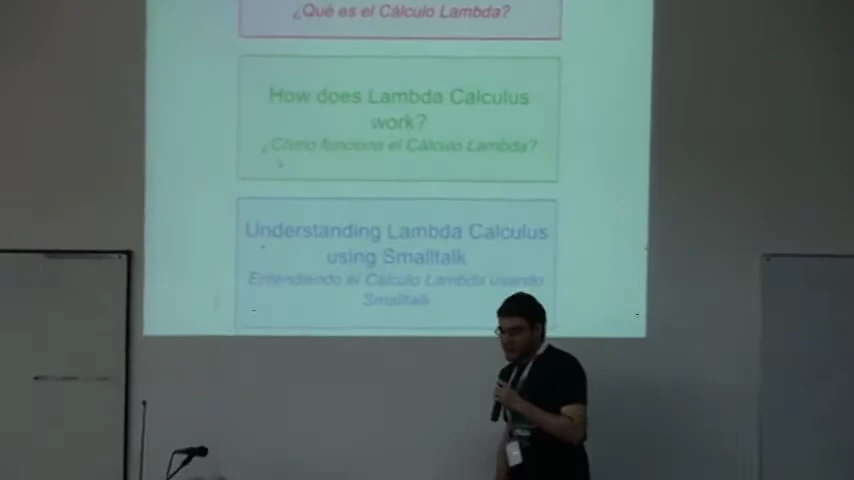 ¿Qué es el Cálculo Lambda?
How does Lambda Calculus
work?
¿Cómo funciona el Cálculo Lambda?
Understanding Lambda Calculus
using Smalltalk
Entendiendo el Cálculo Lambda usando
Smalltalk